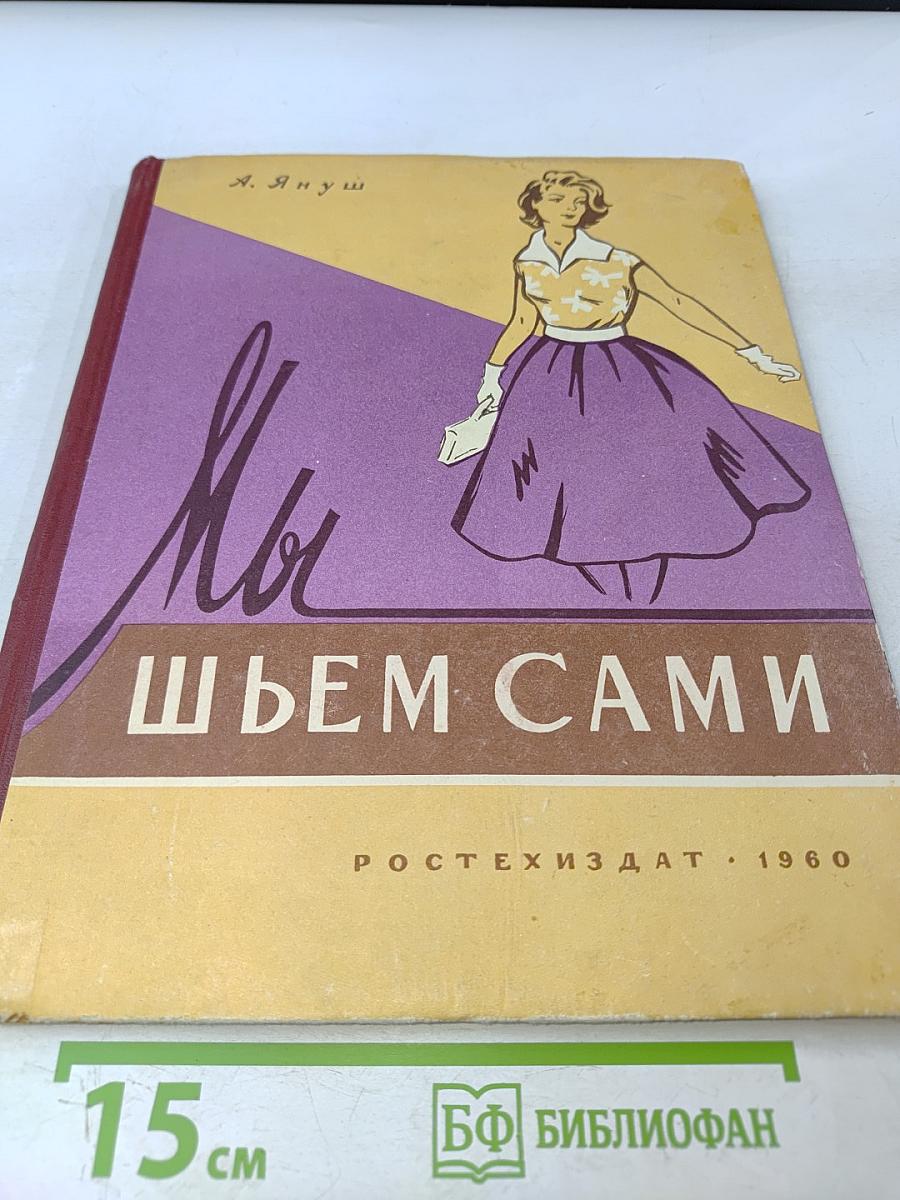 А. Януш
Мы
ШЬЕМ САМИ
РОСТЕХИЗДАТ · 1960
15 см
БФ БИБЛИОФАН